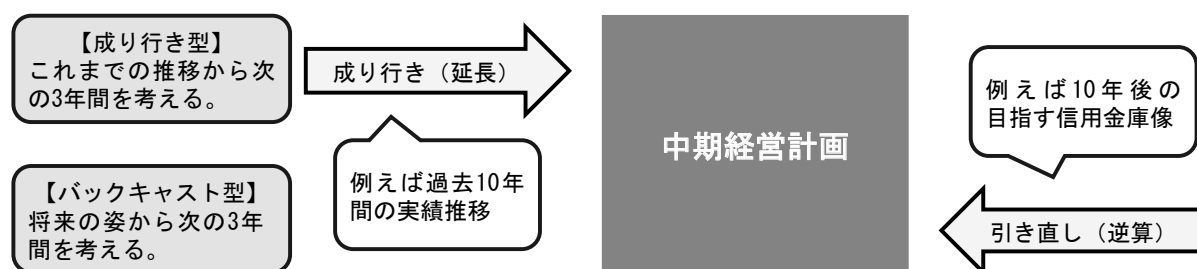 【成り行き型】
これまでの推移から次
の3年間を考える。
【バックキャスト型】
将来の姿から次の3年
間を考える。
成り行き（延長）
例えば過去10年
間の実績推移
中期経営計画
例えば10年後の
目指す信用金庫像
引き直し（逆算）